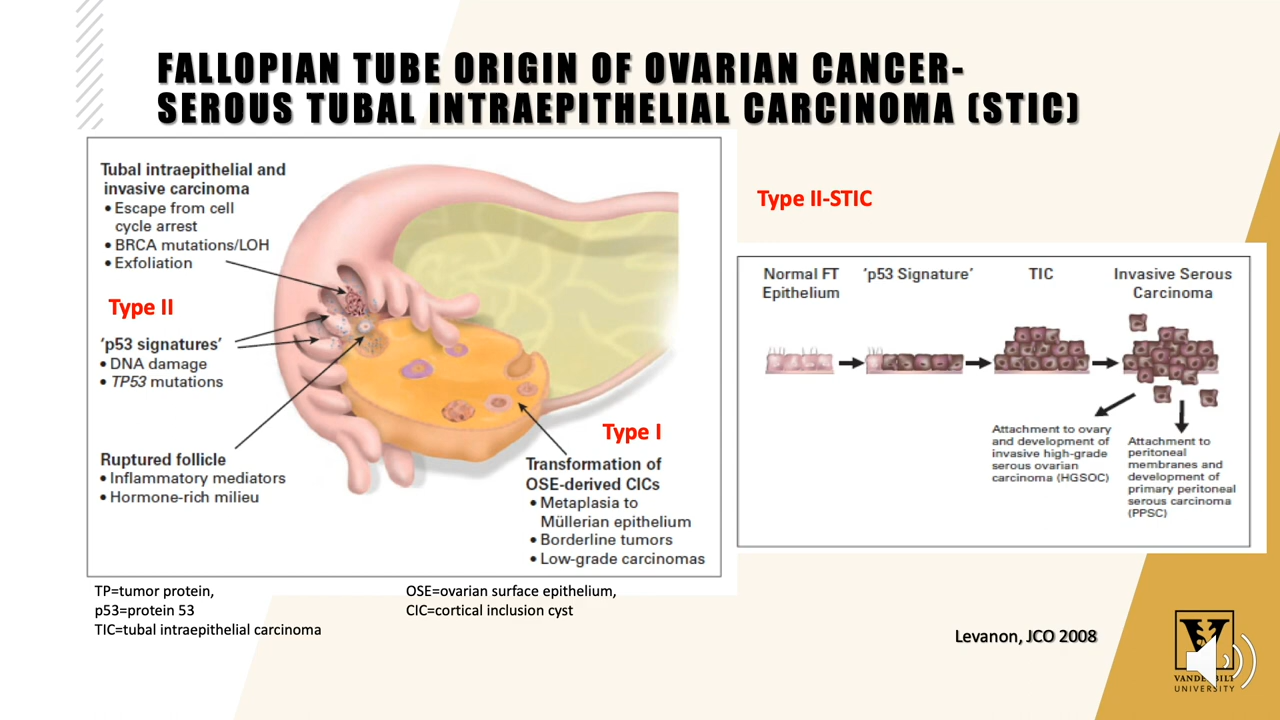 FALLOPIAN TUBE ORIGIN OF OVARIAN CANCER-
SEROUS TUBAL INTRAEPITHELIAL CARCINOMA (STIC)
Tubal intraepithelial and
invasive carcinoma
• Escape from cell
cycle arrest
• BRCA mutations/LOH
• Exfoliation
Type II
'p53 signatures'
• DNA damage
• TP53 mutations
Ruptured follicle
• Inflammatory mediators
• Hormone-rich milieu
Type I
Transformation of
OSE-derived CICs
• Metaplasia to
Müllerian epithelium
• Borderline tumors
• Low-grade carcinomas
Type II-STIC
Normal FT
Epithelium
'p53 Signature'
TIC
Invasive Serous
Carcinoma
Attachment to ovary
and development of
invasive high-grade
serous ovarian
carcinoma (HGSOC)
Attachment to
peritoneal
membranes and
development of
primary peritoneal
serous carcinoma
(PPSC)
TP=tumor protein,
p53=protein 53
TIC=tubal intraepithelial carcinoma
OSE=ovarian surface epithelium,
CIC=cortical inclusion cyst
Levanon, JCO 2008
VANDERBILT
UNIVERSITY